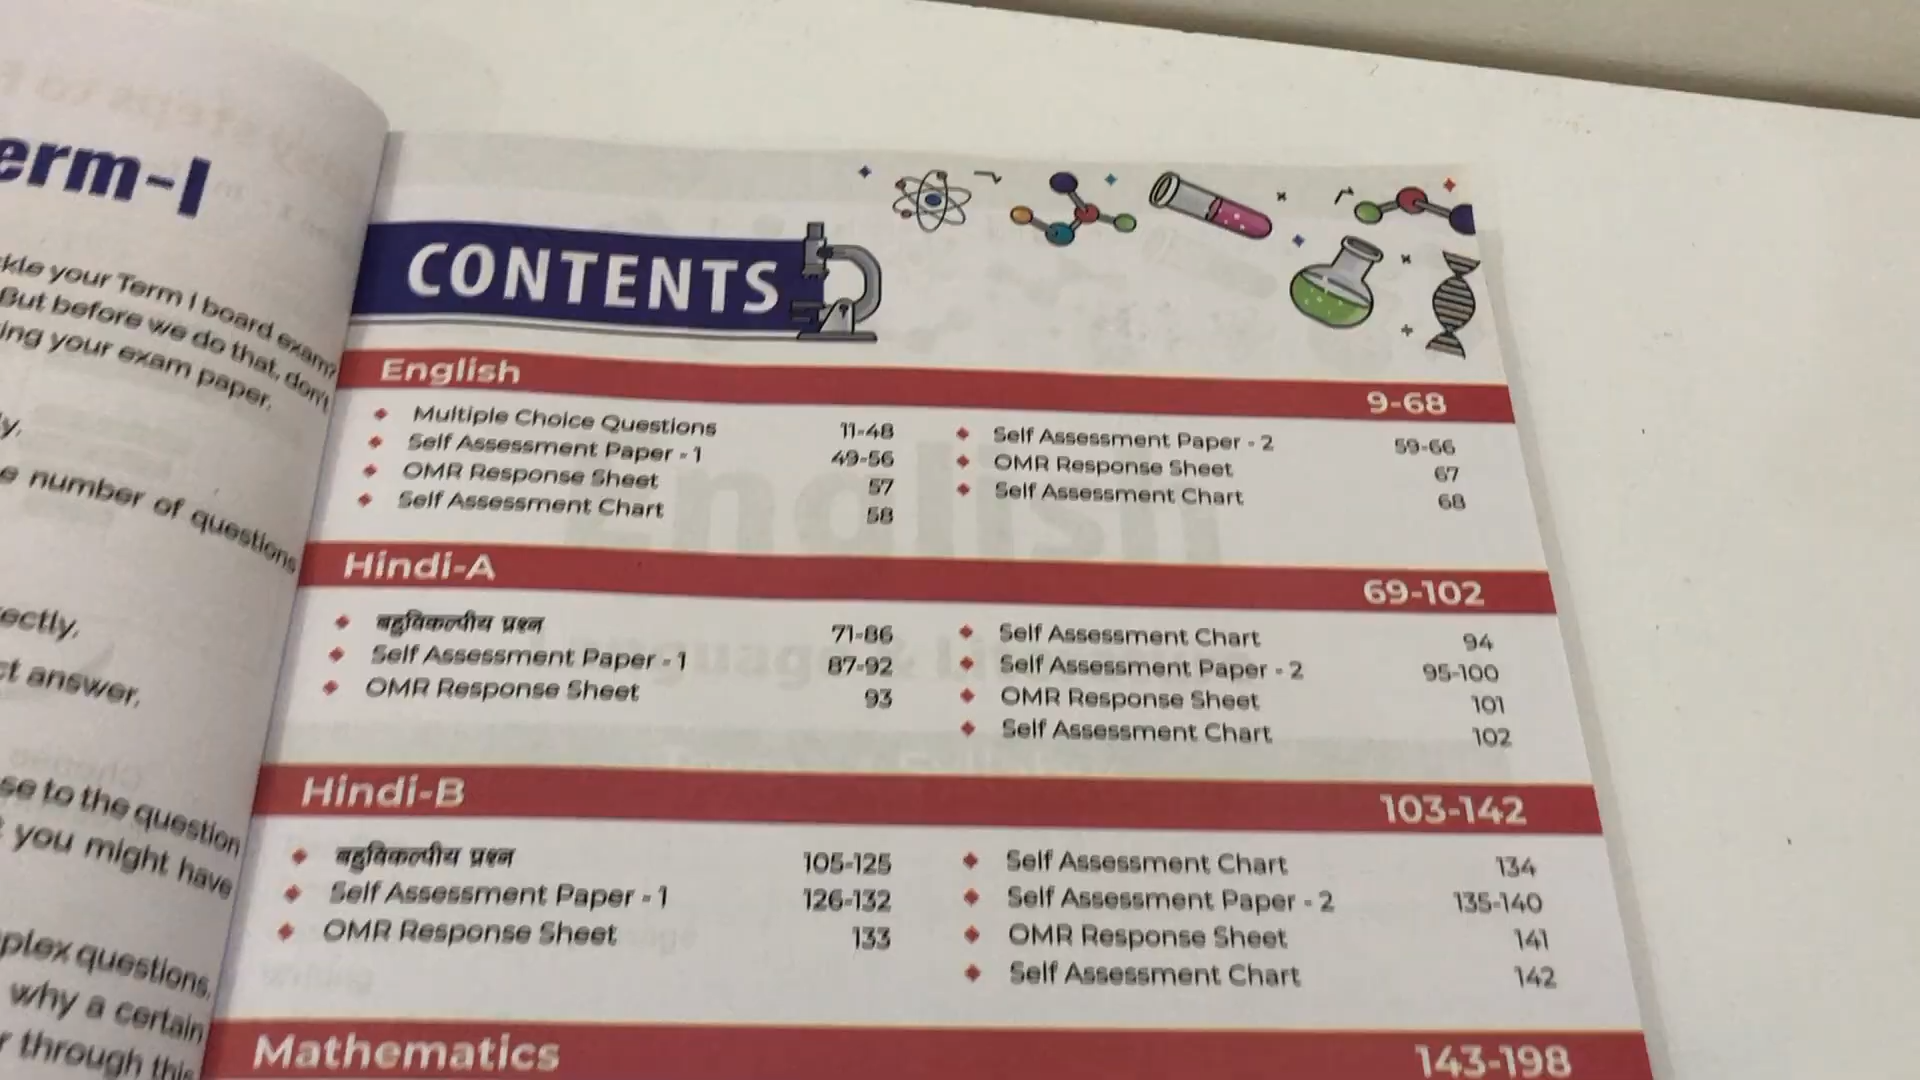 erm-I
kle your Term I board exam?
But before we do that, don't
ing your exam paper.
ly.
e number of questions
ectly,
ct answer,
se to the question
you might have
plex questions,
why a certain
r through this
CONTENTS
English 9-68
Multiple Choice Questions 11-48
Self Assessment Paper - 1 49-56
OMR Response Sheet 57
Self Assessment Chart 58
Self Assessment Paper - 2 59-66
OMR Response Sheet 67
Self Assessment Chart 68
Hindi-A 69-102
बहुविकल्पीय प्रश्न 71-86
Self Assessment Paper - 1 87-92
OMR Response Sheet 93
Self Assessment Chart 94
Self Assessment Paper - 2 95-100
OMR Response Sheet 101
Self Assessment Chart 102
Hindi-B 103-142
बहुविकल्पीय प्रश्न 105-125
Self Assessment Paper - 1 126-132
OMR Response Sheet 133
Self Assessment Chart 134
Self Assessment Paper - 2 135-140
OMR Response Sheet 141
Self Assessment Chart 142
Mathematics 143-198